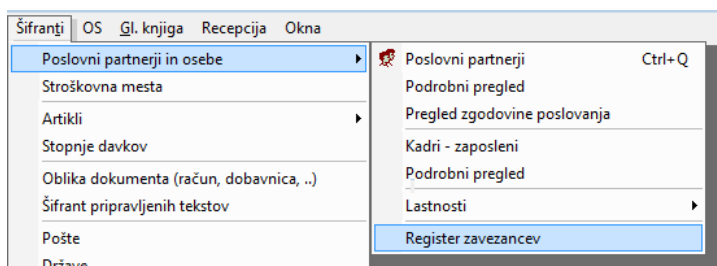 Šifranti OS Gl. knjiga Recepcija Okna
Poslovni partnerji in osebe
Stroškovna mesta
Artikli
Stopnje davkov
Oblika dokumenta (račun, dobavnica, ..)
Šifrant pripravljenih tekstov
Pošte
Države
Poslovni partnerji Ctrl+Q
Podrobni pregled
Pregled zgodovine poslovanja
Kadri - zaposleni
Podrobni pregled
Lastnosti
Register zavezancev